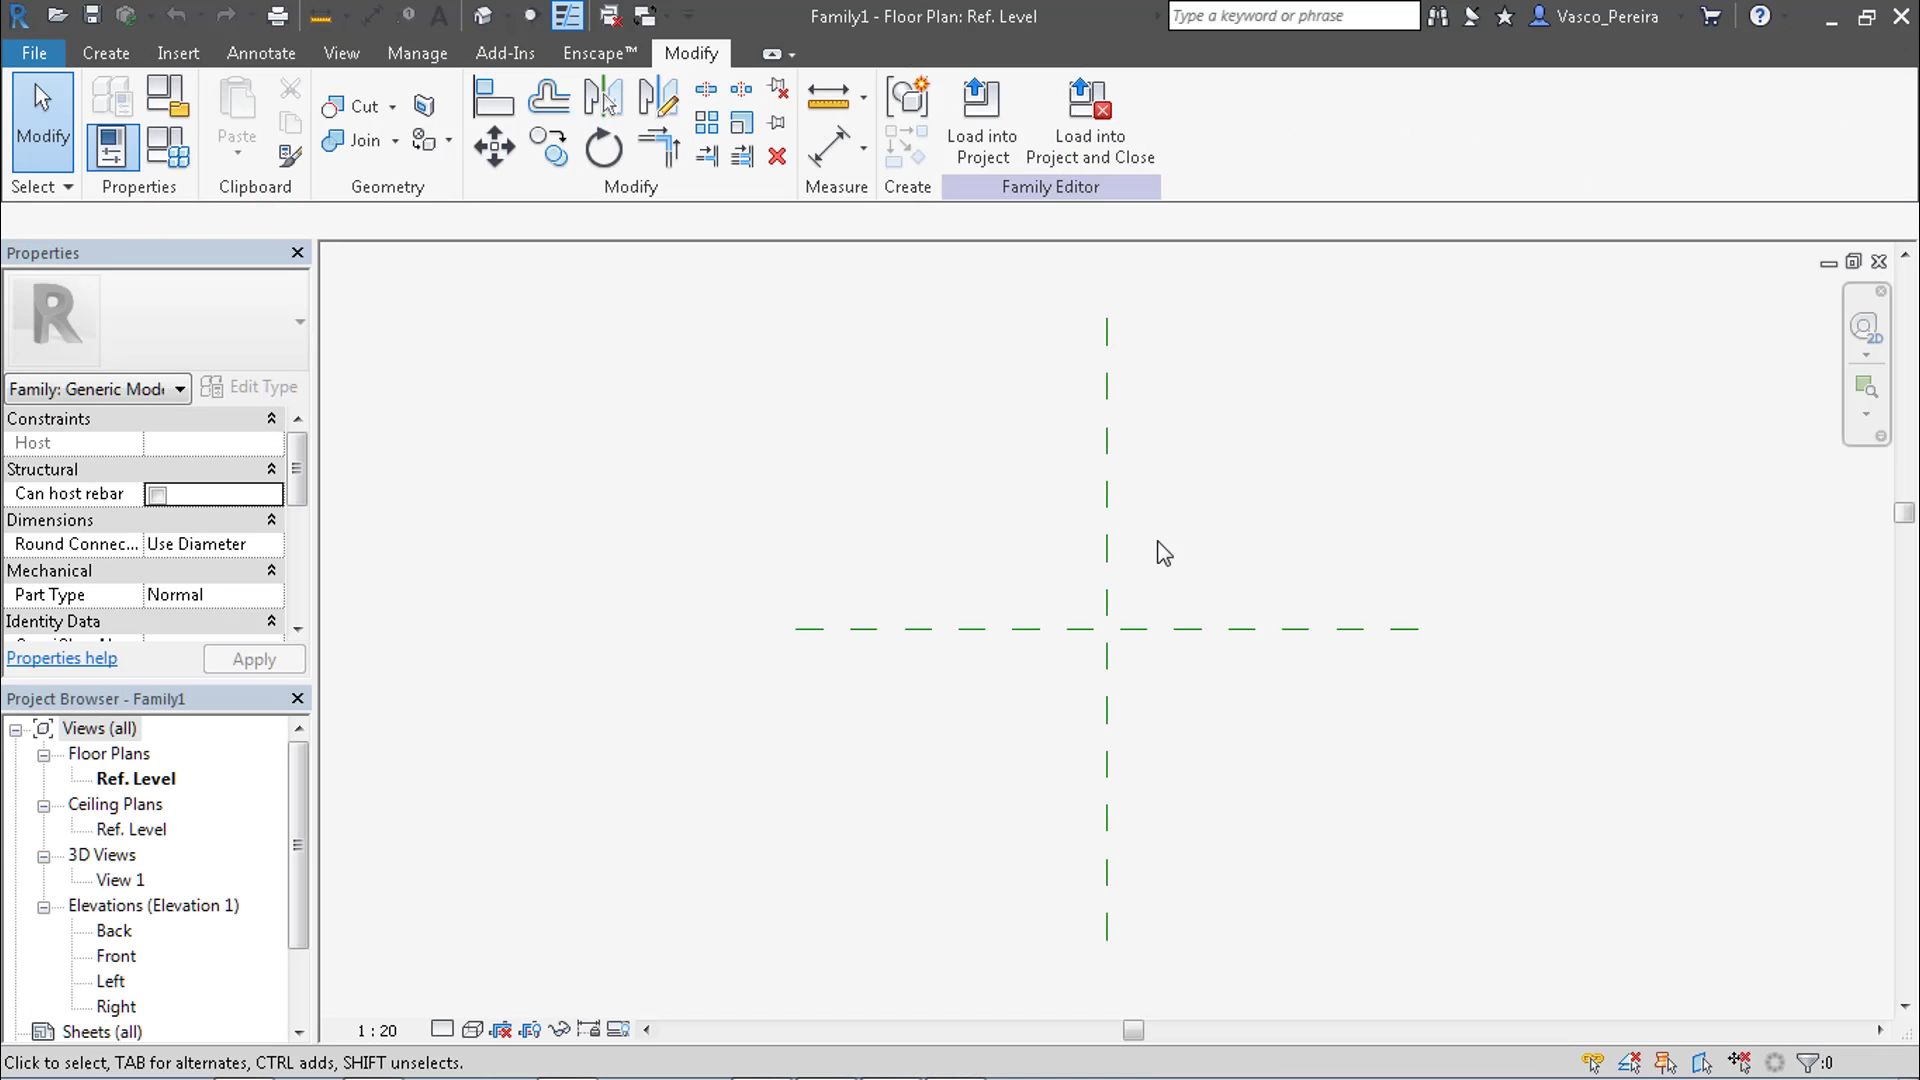 Family1 - Floor Plan: Ref. Level
Type a keyword or phrase
Vasco_Pereira
File Create Insert Annotate View Manage Add-Ins Enscape™ Modify
Modify
Paste
Cut
Join
Load into Project
Load into Project and Close
Select Properties Clipboard Geometry Modify Measure Create Family Editor
Properties
2D
Family: Generic Mod
Edit Type
Constraints
Host
Structural
Can host rebar
Dimensions
Round Connec... Use Diameter
Mechanical
Part Type Normal
Identity Data
Properties help
Apply
Project Browser - Family1
Views (all)
Floor Plans
Ref. Level
Ceiling Plans
Ref. Level
3D Views
View 1
Elevations (Elevation 1)
Back
Front
Left
Right
Sheets (all)
1 : 20
Click to select, TAB for alternates, CTRL adds, SHIFT unselects.
:0